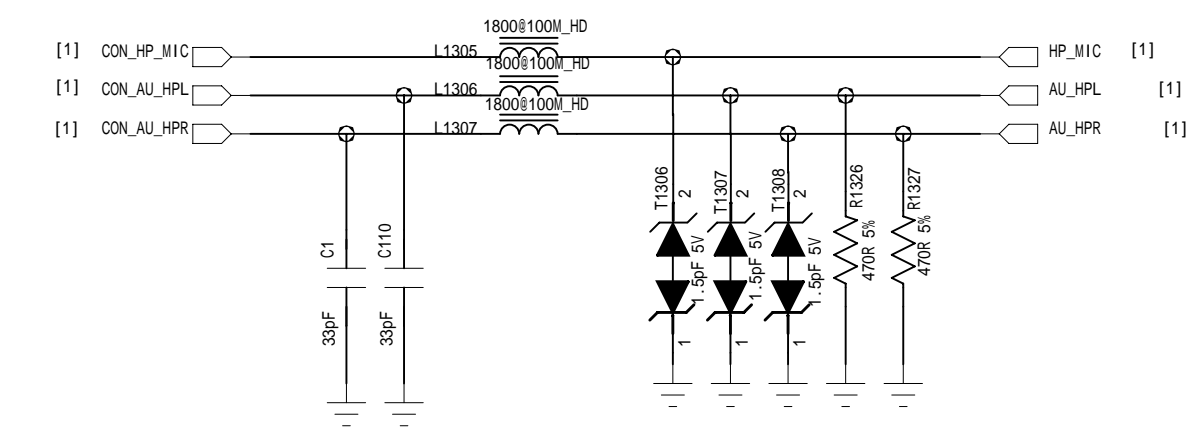 1800@100M_HD
[1] CON_HP_MIC L1305 HP_MIC [1]
1800@100M_HD
[1] CON_AU_HPL L1306 AU_HPL [1]
1800@100M_HD
[1] CON_AU_HPR L1307 AU_HPR [1]
T1306
2
1.5pF 5V
1
T1307
2
1.5pF 5V
1
T1308
2
1.5pF 5V
1
R1326
470R 5%
R1327
470R 5%
C1
33pF
C110
33pF